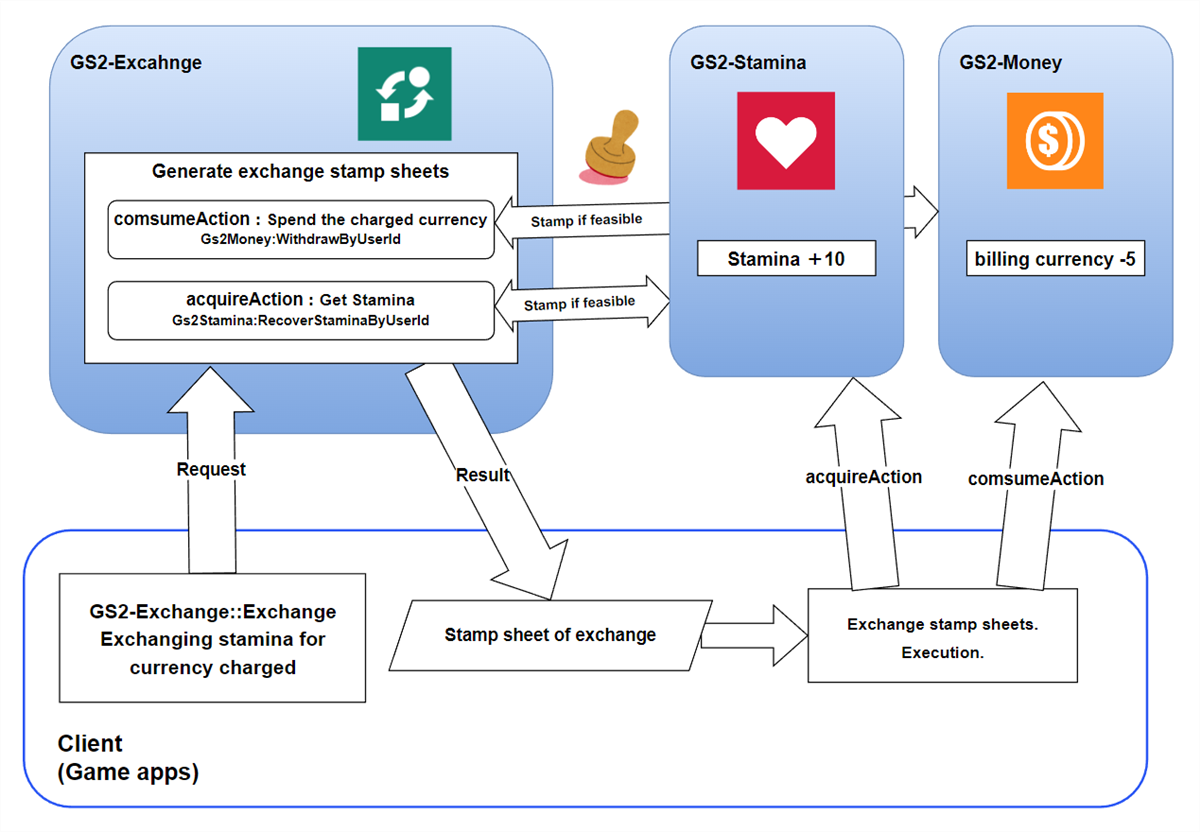 GS2-Excahnge
Generate exchange stamp sheets
comsumeAction : Spend the charged currency
Gs2Money:WithdrawByUserId
acquireAction : Get Stamina
Gs2Stamina:RecoverStaminaByUserId
Stamp if feasible
Stamp if feasible
GS2-Stamina
Stamina +10
GS2-Money
$
billing currency -5
Request
Result
acquireAction
comsumeAction
GS2-Exchange::Exchange
Exchanging stamina for
currency charged
Stamp sheet of exchange
Exchange stamp sheets.
Execution.
Client
(Game apps)